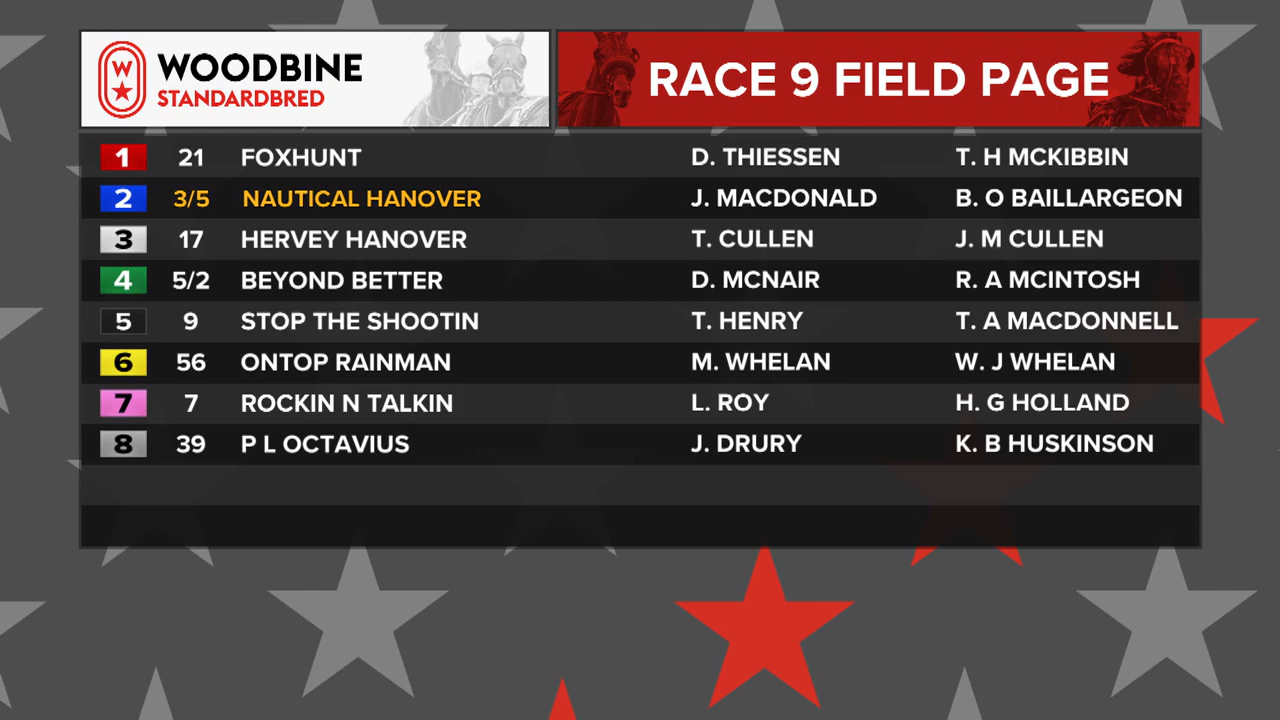 W WOODBINE
STANDARDBRED
RACE 9 FIELD PAGE
1 21 FOXHUNT D. THIESSEN T. H MCKIBBIN
2 3/5 NAUTICAL HANOVER J. MACDONALD B. O BAILLARGEON
3 17 HERVEY HANOVER T. CULLEN J. M CULLEN
4 5/2 BEYOND BETTER D. MCNAIR R. A MCINTOSH
5 9 STOP THE SHOOTIN T. HENRY T. A MACDONNELL
6 56 ONTOP RAINMAN M. WHELAN W. J WHELAN
7 7 ROCKIN N TALKIN L. ROY H. G HOLLAND
8 39 P L OCTAVIUS J. DRURY K. B HUSKINSON